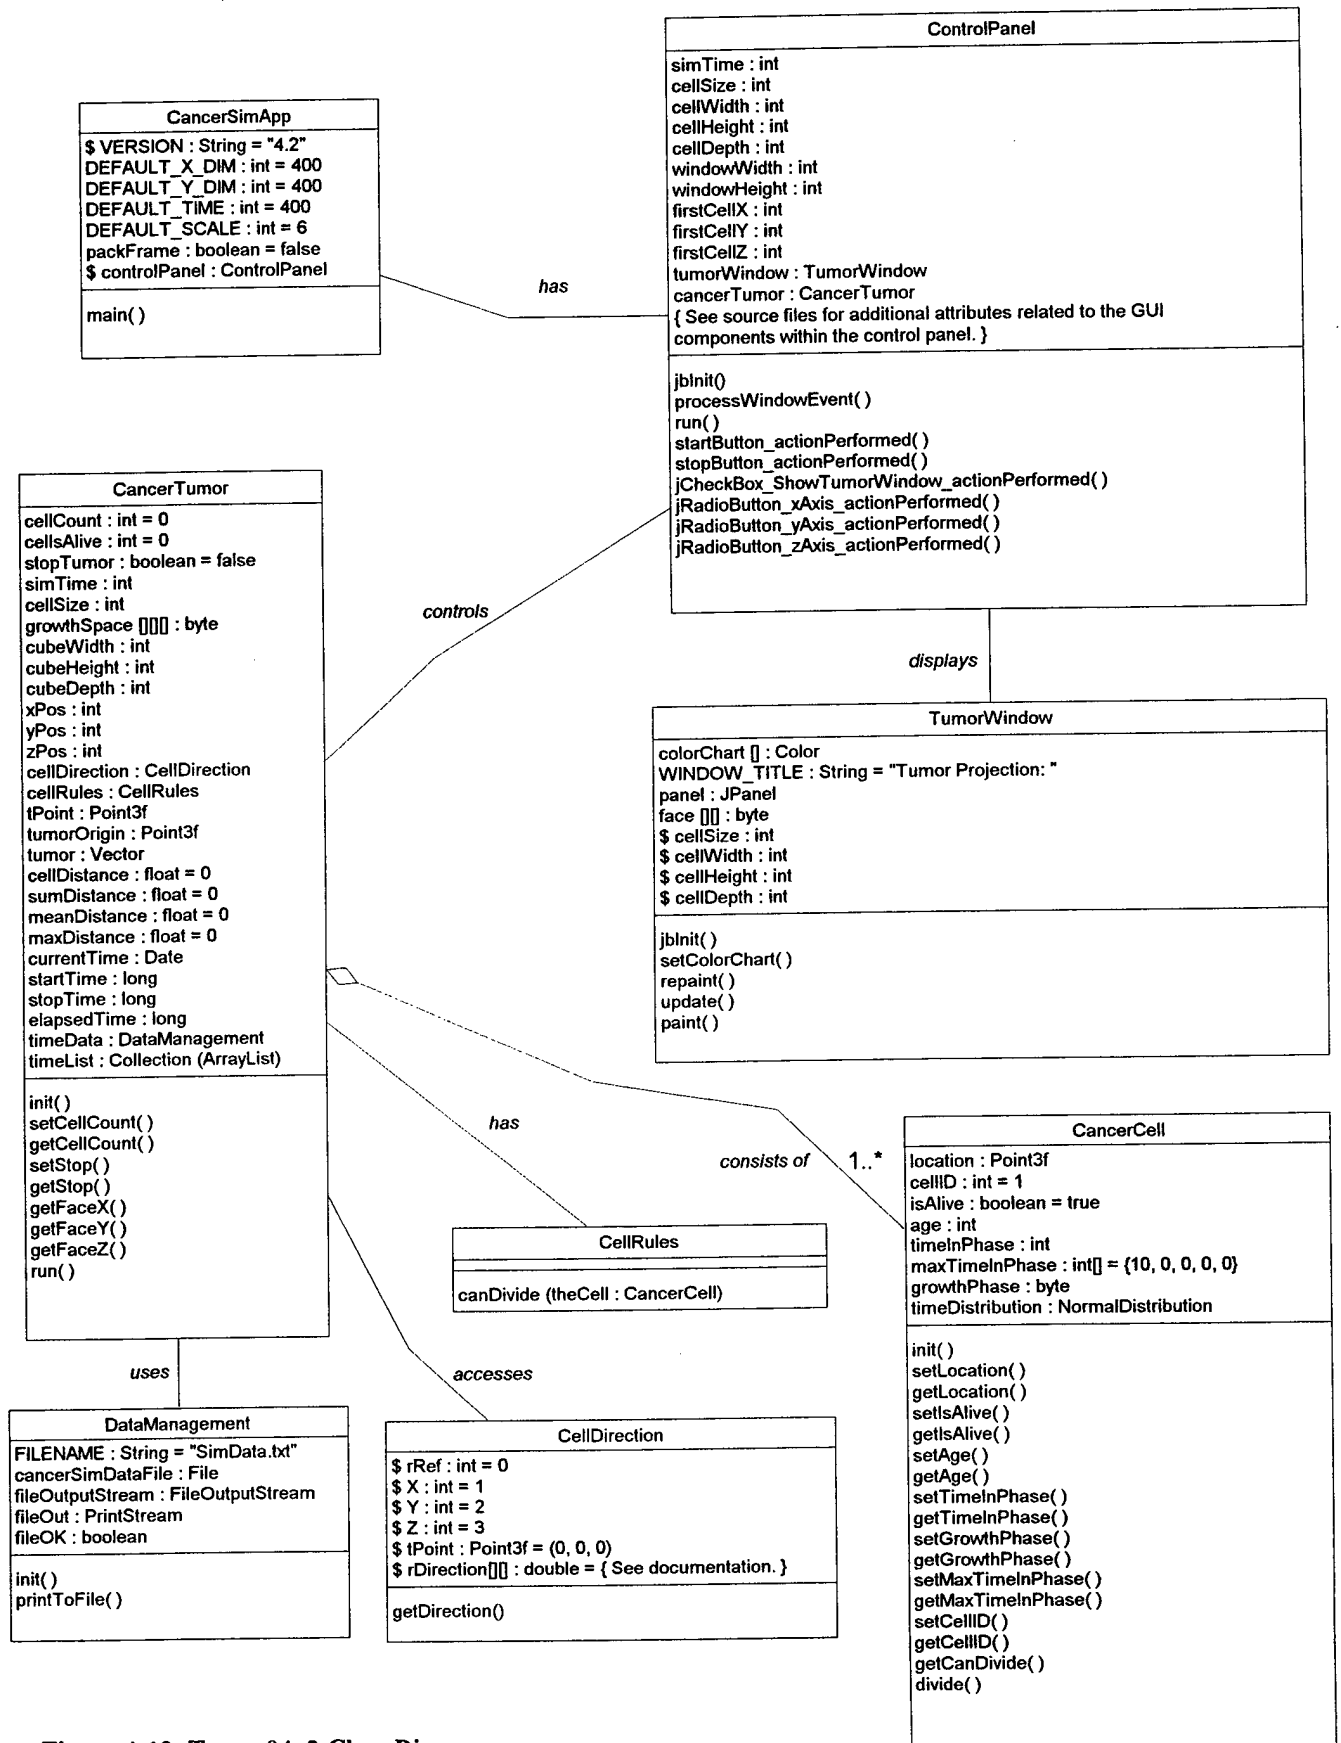 ControlPanel
simTime : int
cellSize : int
cellWidth : int
cellHeight : int
cellDepth : int
windowWidth : int
windowHeight : int
firstCellX : int
firstCellY : int
firstCellZ : int
tumorWindow : TumorWindow
cancerTumor : CancerTumor
{ See source files for additional attributes related to the GUI
components within the control panel. }
jbInit()
processWindowEvent( )
run( )
startButton_actionPerformed( )
stopButton_actionPerformed( )
jCheckBox_ShowTumorWindow_actionPerformed( )
jRadioButton_xAxis_actionPerformed( )
jRadioButton_yAxis_actionPerformed( )
jRadioButton_zAxis_actionPerformed( )
CancerSimApp
$ VERSION : String = "4.2"
DEFAULT_X_DIM : int = 400
DEFAULT_Y_DIM : int = 400
DEFAULT_TIME : int = 400
DEFAULT_SCALE : int = 6
packFrame : boolean = false
$ controlPanel : ControlPanel
main( )
has
CancerTumor
cellCount : int = 0
cellsAlive : int = 0
stopTumor : boolean = false
simTime : int
cellSize : int
growthSpace [][][] : byte
cubeWidth : int
cubeHeight : int
cubeDepth : int
xPos : int
yPos : int
zPos : int
cellDirection : CellDirection
cellRules : CellRules
tPoint : Point3f
tumorOrigin : Point3f
tumor : Vector
cellDistance : float = 0
sumDistance : float = 0
meanDistance : float = 0
maxDistance : float = 0
currentTime : Date
startTime : long
stopTime : long
elapsedTime : long
timeData : DataManagement
timeList : Collection (ArrayList)
init( )
setCellCount( )
getCellCount( )
setStop( )
getStop( )
getFaceX( )
getFaceY( )
getFaceZ( )
run( )
controls
displays
TumorWindow
colorChart [] : Color
WINDOW_TITLE : String = "Tumor Projection: "
panel : JPanel
face [][] : byte
$ cellSize : int
$ cellWidth : int
$ cellHeight : int
$ cellDepth : int
jbInit( )
setColorChart( )
repaint( )
update( )
paint( )
has
consists of
1..*
CellRules
canDivide (theCell : CancerCell)
CancerCell
location : Point3f
cellID : int = 1
isAlive : boolean = true
age : int
timeInPhase : int
maxTimeInPhase : int[] = {10, 0, 0, 0, 0}
growthPhase : byte
timeDistribution : NormalDistribution
init( )
setLocation( )
getLocation( )
setIsAlive( )
getIsAlive( )
setAge( )
getAge( )
setTimeInPhase( )
getTimeInPhase( )
setGrowthPhase( )
getGrowthPhase( )
setMaxTimeInPhase( )
getMaxTimeInPhase( )
setCellID( )
getCellID( )
getCanDivide( )
divide( )
uses
accesses
DataManagement
FILENAME : String = "SimData.txt"
cancerSimDataFile : File
fileOutputStream : FileOutputStream
fileOut : PrintStream
fileOK : boolean
init( )
printToFile( )
CellDirection
$ rRef : int = 0
$ X : int = 1
$ Y : int = 2
$ Z : int = 3
$ tPoint : Point3f = (0, 0, 0)
$ rDirection[][] : double = { See documentation. }
getDirection()